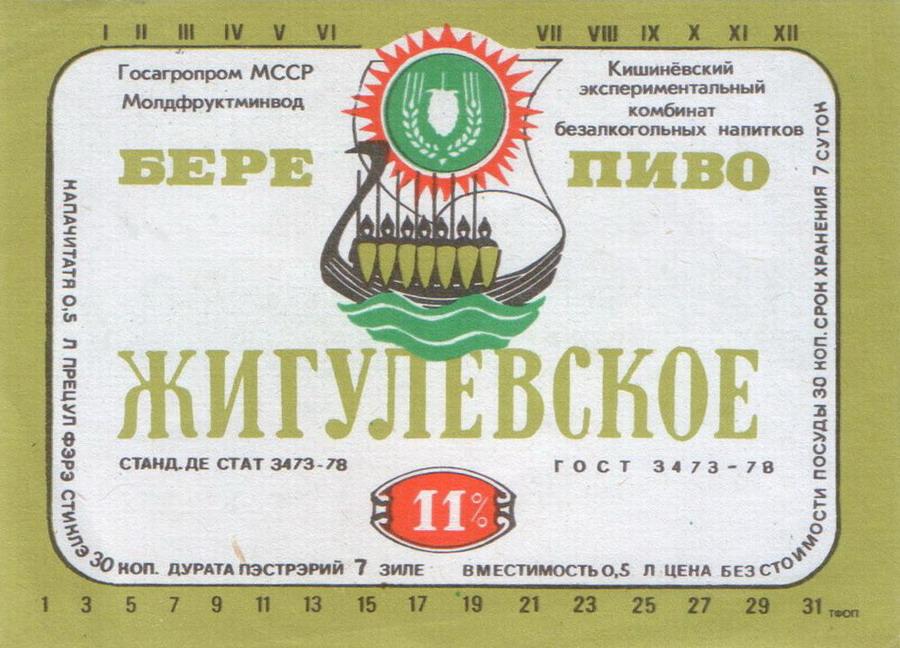 I II III IV V VI VII VIII IX X XI XII
Госагропром МССР
Молдфруктминвод
Кишинёвский
экспериментальный
комбинат
безалкогольных напитков
БЕРЕ
ПИВО
ЖИГУЛЕВСКОЕ
СТАНД. ДЕ СТАТ 3473-78
ГОСТ 3473-78
11%
КАПАЧИТАТЯ 0,5 Л ПРЕЦУЛ ФЭРЭ СТИКЛЭ 30 КОП. ДУРАТА ПЭСТРЭРИЙ 7 ЗИЛЕ
ВМЕСТИМОСТЬ 0,5 Л ЦЕНА БЕЗ СТОИМОСТИ ПОСУДЫ 30 КОП. СРОК ХРАНЕНИЯ 7 СУТОК
1 3 5 7 9 11 13 15 17 19 21 23 25 27 29 31
ТФОП